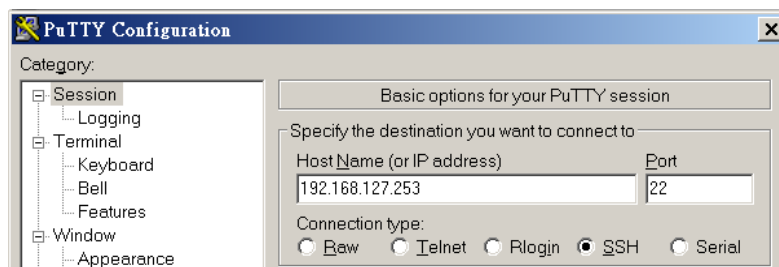 PuTTY Configuration
Category:
Session
Logging
Terminal
Keyboard
Bell
Features
Window
Appearance
Basic options for your PuTTY session
Specify the destination you want to connect to
Host Name (or IP address) Port
192.168.127.253 22
Connection type:
Raw Telnet Rlogin SSH Serial